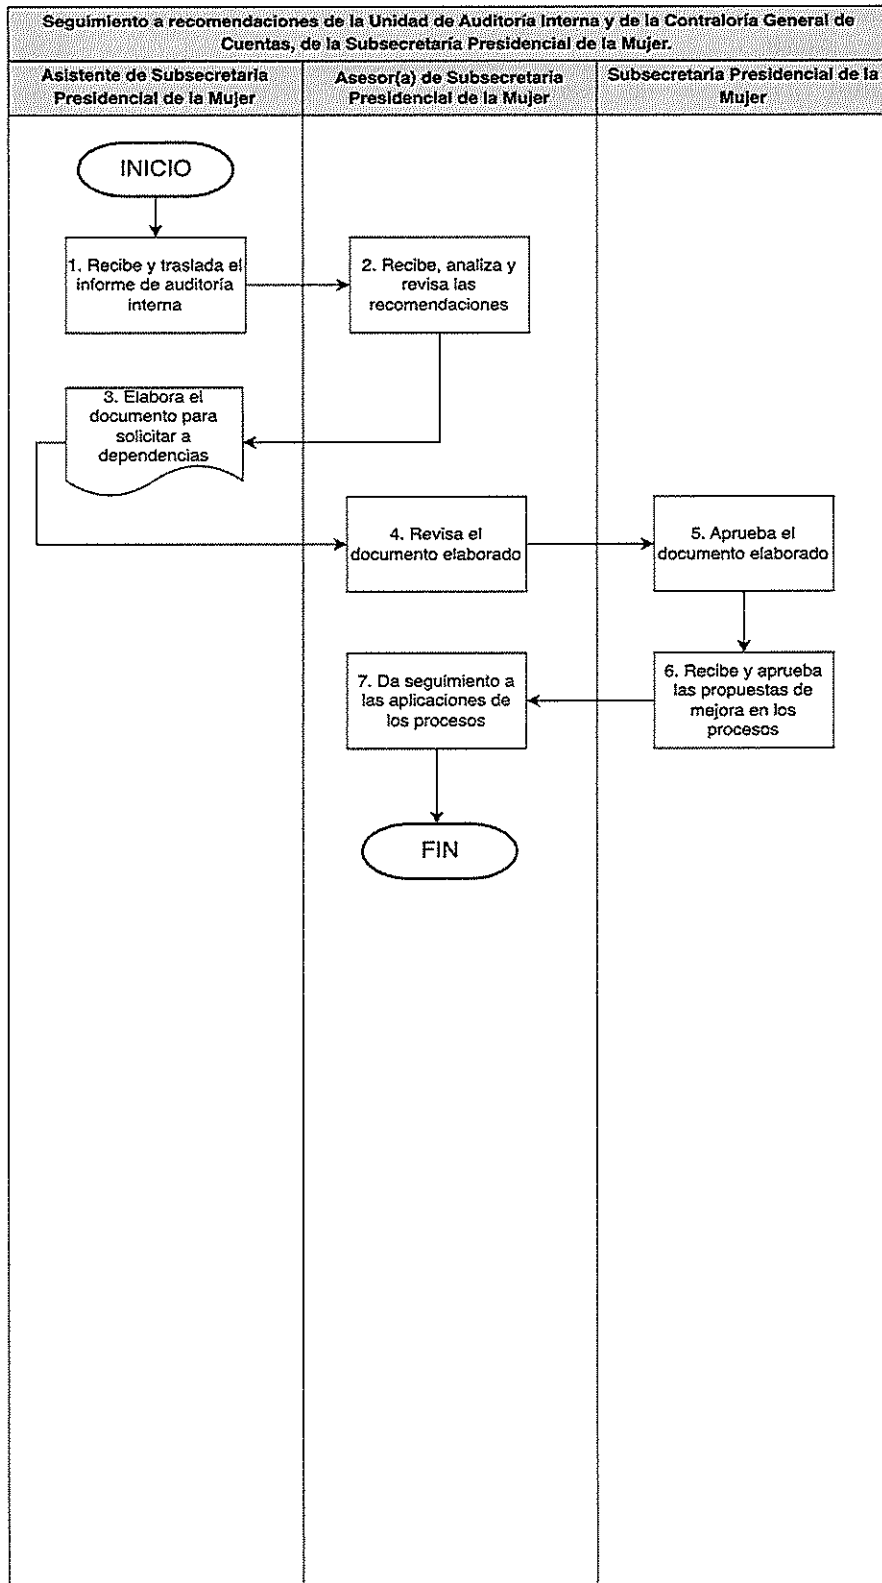 Seguimiento a recomendaciones de la Unidad de Auditoría Interna y de la Contraloría General de
Cuentas, de la Subsecretaría Presidencial de la Mujer.
Asistente de Subsecretaria
Presidencial de la Mujer
Asesor(a) de Subsecretaria
Presidencial de la Mujer
Subsecretaria Presidencial de la
Mujer
INICIO
1. Recibe y traslada el
informe de auditoría
interna
2. Recibe, analiza y
revisa las
recomendaciones
3. Elabora el
documento para
solicitar a
dependencias
4. Revisa el
documento elaborado
5. Aprueba el
documento elaborado
6. Recibe y aprueba
las propuestas de
mejora en los
procesos
7. Da seguimiento a
las aplicaciones de
los procesos
FIN